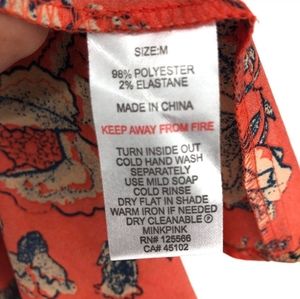 SIZE:M
98% POLYESTER
2% ELASTANE
MADE IN CHINA
KEEP AWAY FROM FIRE
TURN INSIDE OUT
COLD HAND WASH
SEPARATELY
USE MILD SOAP
COLD RINSE
DRY FLAT IN SHADE
WARM IRON IF NEEDED
DRY CLEANABLE Ⓟ
MINKPINK
RN# 125566
CA# 45102